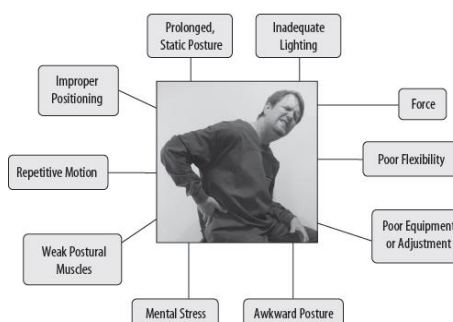 Prolonged,
Static Posture
Inadequate
Lighting
Improper
Positioning
Force
Repetitive Motion
Poor Flexibility
Weak Postural
Muscles
Poor Equipment
or Adjustment
Mental Stress
Awkward Posture